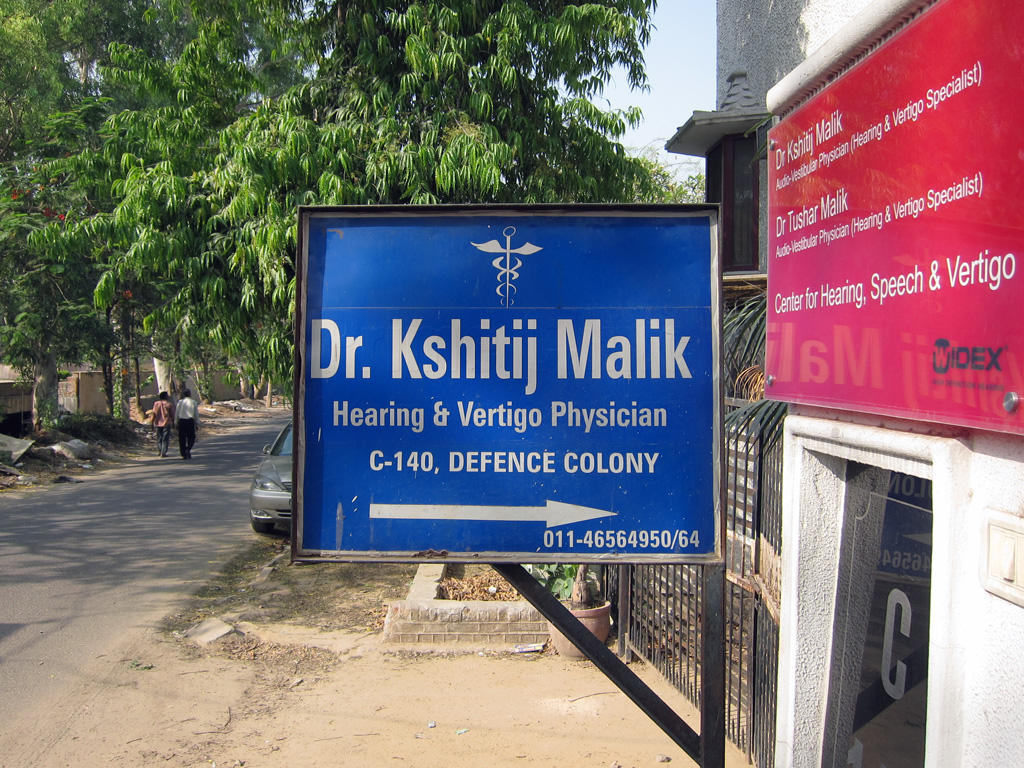 Dr. Kshitij Malik
Hearing & Vertigo Physician
C-140, DEFENCE COLONY
011-46564950/64
Dr Kshitij Malik
Audio-Vestibular Physician (Hearing & Vertigo Specialist)
Dr Tushar Malik
Audio-Vestibular Physician (Hearing & Vertigo Specialist)
Center for Hearing, Speech & Vertigo
WIDEX
C